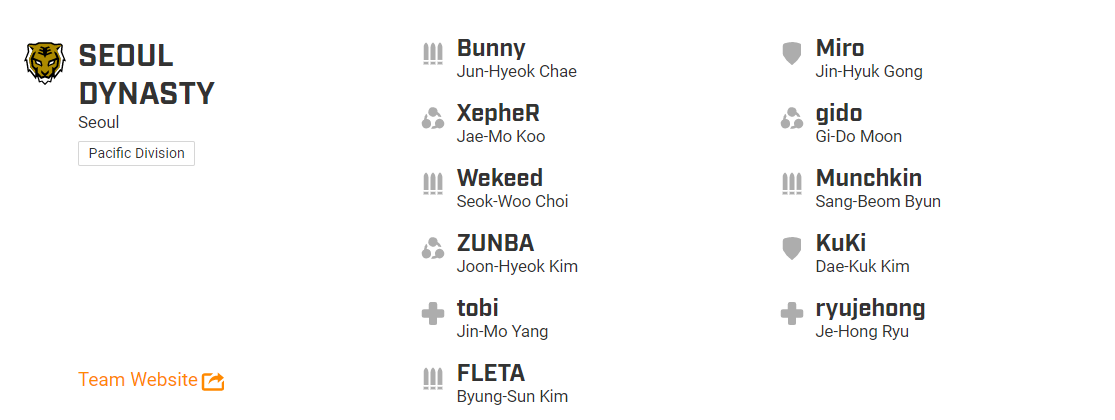 SEOUL
DYNASTY
Seoul
Pacific Division
Team Website
Bunny
Jun-Hyeok Chae
XepheR
Jae-Mo Koo
Wekeed
Seok-Woo Choi
ZUNBA
Joon-Hyeok Kim
tobi
Jin-Mo Yang
FLETA
Byung-Sun Kim
Miro
Jin-Hyuk Gong
gido
Gi-Do Moon
Munchkin
Sang-Beom Byun
KuKi
Dae-Kuk Kim
ryujehong
Je-Hong Ryu